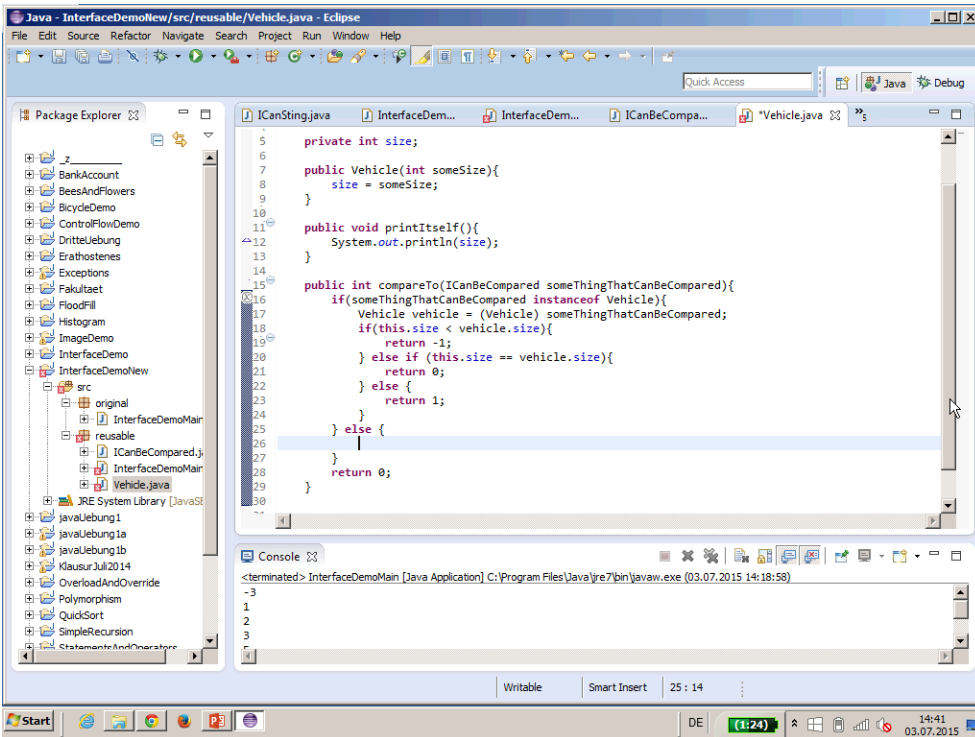 Java - InterfaceDemoNew/src/reusable/Vehicle.java - Eclipse
File Edit Source Refactor Navigate Search Project Run Window Help
Quick Access
Java
Debug
Package Explorer
_z_________
BankAccount
BeesAndFlowers
BicycleDemo
ControlFlowDemo
DritteUebung
Erathostenes
Exceptions
Fakultaet
FloodFill
Histogram
ImageDemo
InterfaceDemo
InterfaceDemoNew
src
original
InterfaceDemoMain
reusable
ICanBeCompared.j
InterfaceDemoMain
Vehicle.java
JRE System Library [JavaSE
javaUebung1
javaUebung1a
javaUebung1b
KlausurJuli2014
OverloadAndOverride
Polymorphism
QuickSort
SimpleRecursion
StatementsAndOperators
ICanSting.java InterfaceDem... InterfaceDem... ICanBeCompa... *Vehicle.java »5
5 private int size;
6
7 public Vehicle(int someSize){
8 size = someSize;
9 }
10
11 public void printItself(){
12 System.out.println(size);
13 }
14
15 public int compareTo(ICanBeCompared someThingThatCanBeCompared){
16 if(someThingThatCanBeCompared instanceof Vehicle){
17 Vehicle vehicle = (Vehicle) someThingThatCanBeCompared;
18 if(this.size < vehicle.size){
19 return -1;
20 } else if (this.size == vehicle.size){
21 return 0;
22 } else {
23 return 1;
24 }
25 } else {
26
27 }
28 return 0;
29 }
30
Console
<terminated> InterfaceDemoMain [Java Application] C:\Program Files\Java\jre7\bin\javaw.exe (03.07.2015 14:18:58)
-3
1
2
3
Writable Smart Insert 25 : 14
Start
DE (1:24) 14:41
03.07.2015